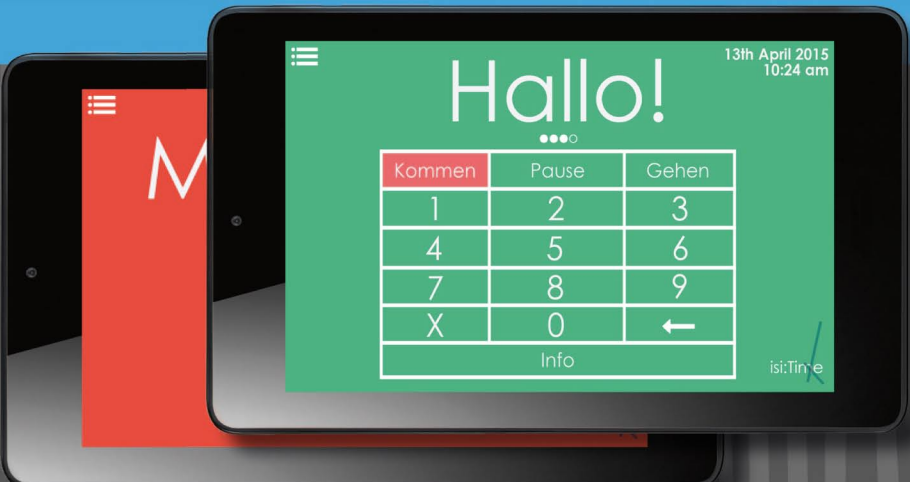 13th April 2015
10:24 am
Hallo!
Kommen Pause Gehen
1 2 3
4 5 6
7 8 9
X 0 ←
Info
isi:Time
M